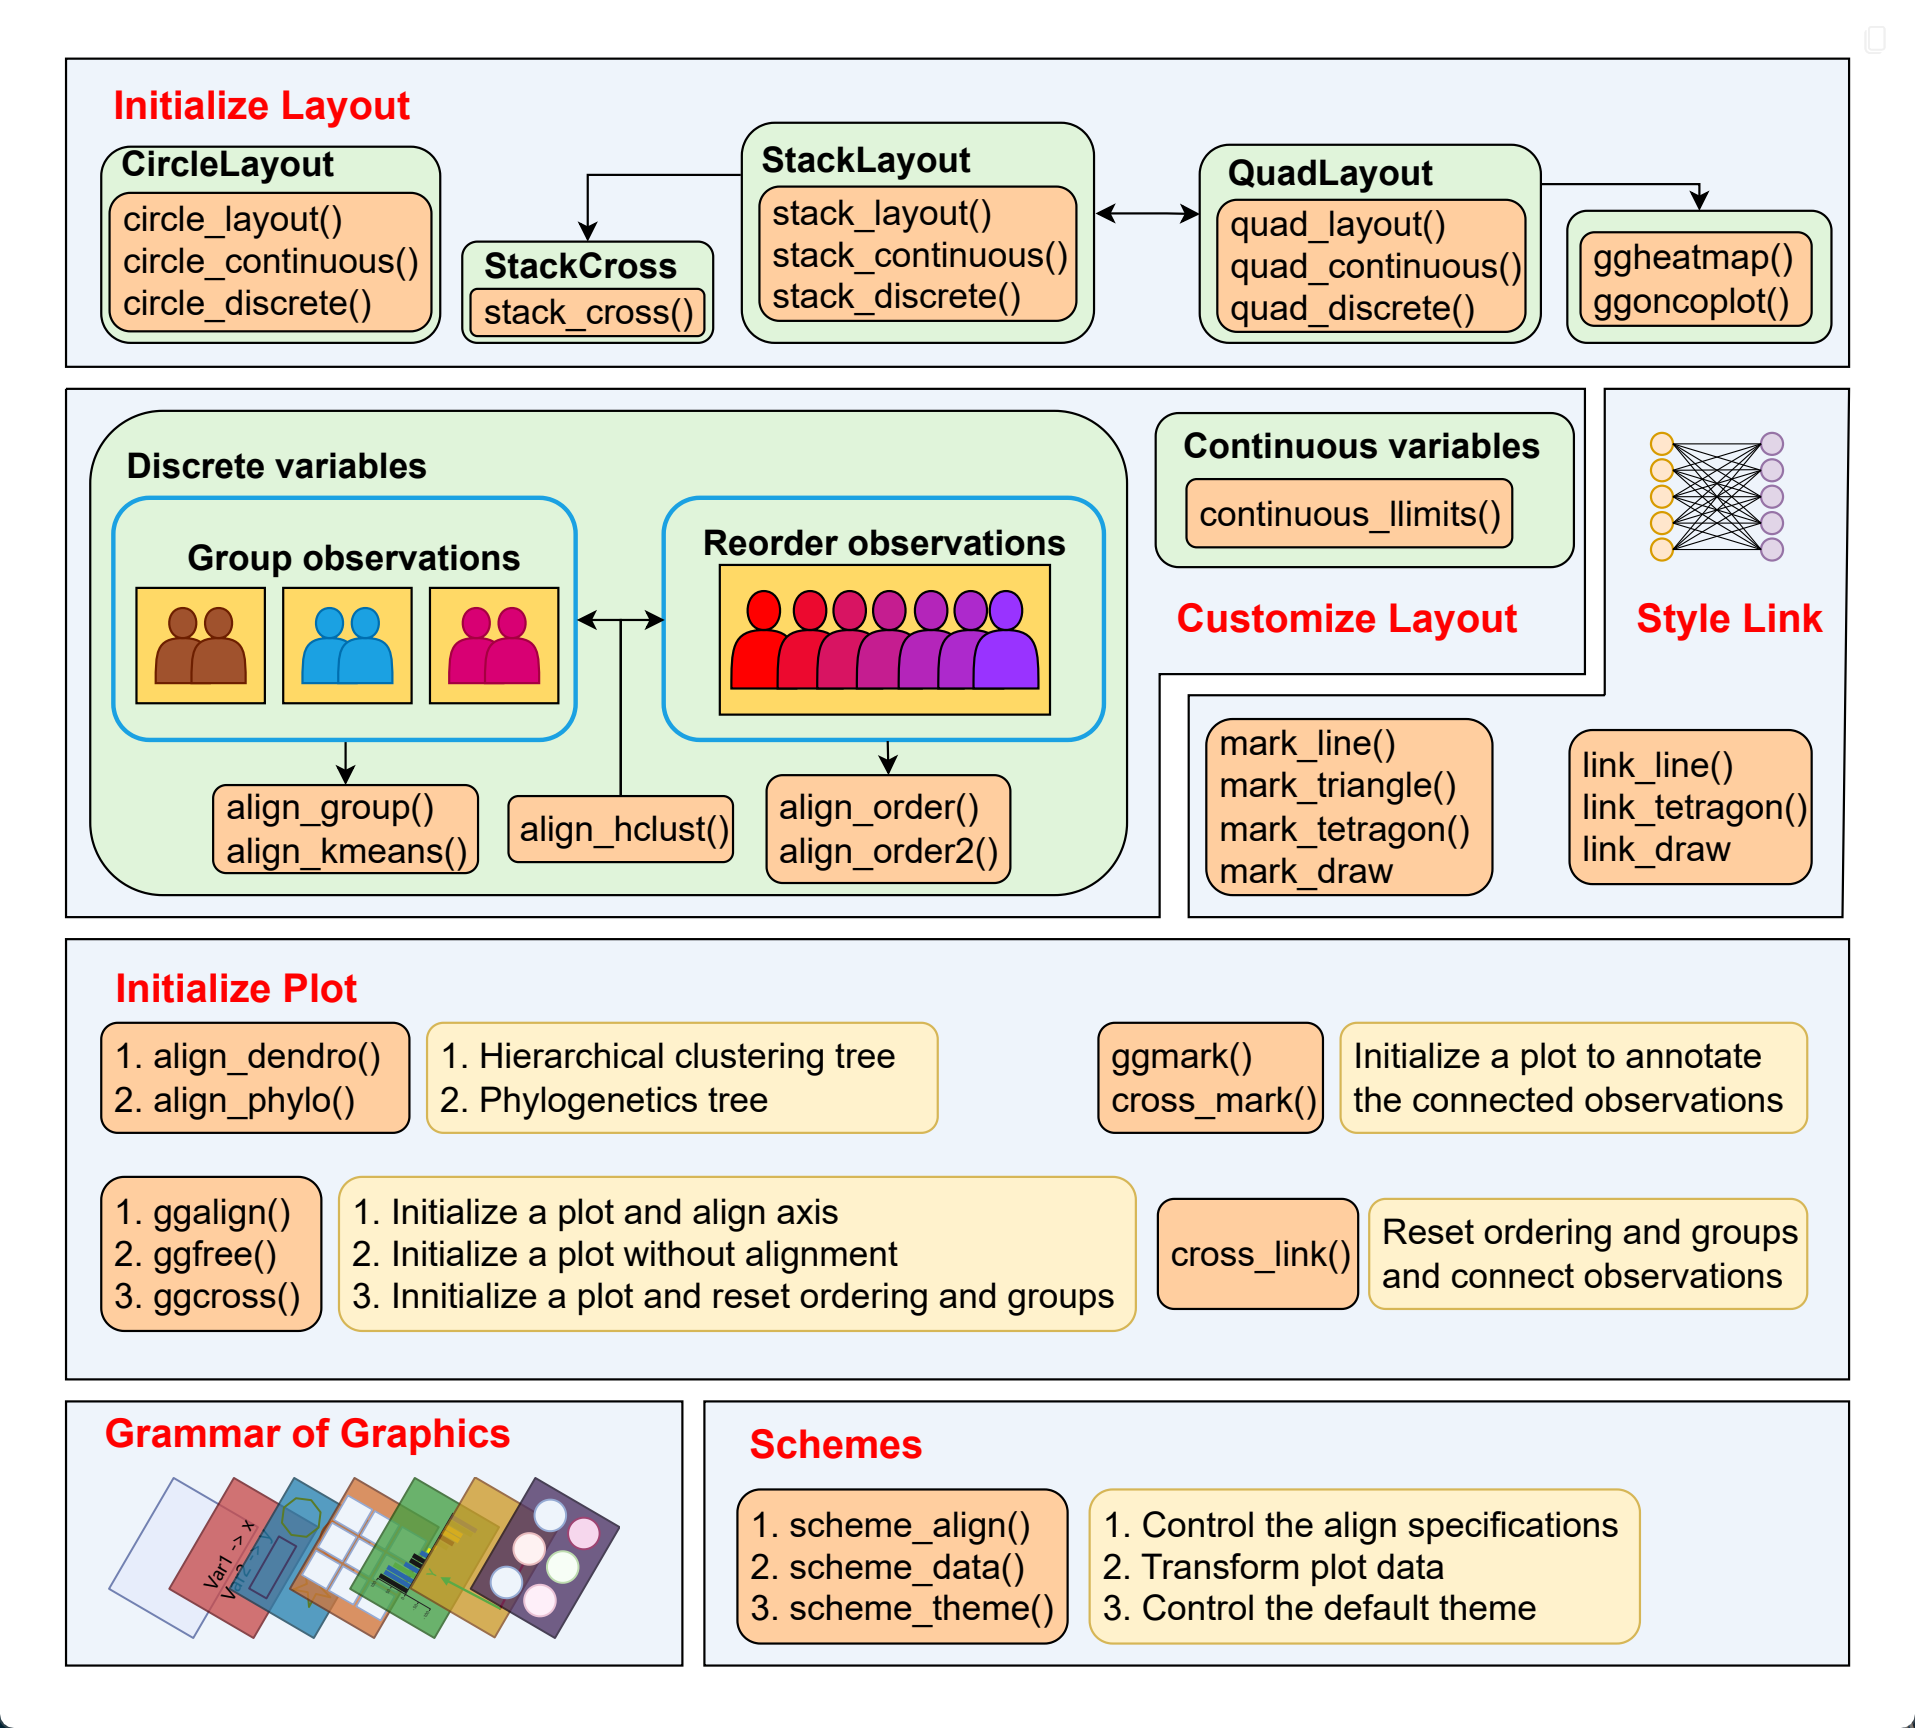 Initialize Layout
CircleLayout
circle_layout()
circle_continuous()
circle_discrete()
StackCross
stack_cross()
StackLayout
stack_layout()
stack_continuous()
stack_discrete()
QuadLayout
quad_layout()
quad_continuous()
quad_discrete()
ggheatmap()
ggoncoplot()
Discrete variables
Group observations
Reorder observations
align_group()
align_kmeans()
align_hclust()
align_order()
align_order2()
Continuous variables
continuous_llimits()
Customize Layout
Style Link
mark_line()
mark_triangle()
mark_tetragon()
mark_draw
link_line()
link_tetragon()
link_draw
Initialize Plot
1. align_dendro()
2. align_phylo()
1. Hierarchical clustering tree
2. Phylogenetics tree
ggmark()
cross_mark()
Initialize a plot to annotate
the connected observations
1. ggalign()
2. ggfree()
3. ggcross()
1. Initialize a plot and align axis
2. Initialize a plot without alignment
3. Innitialize a plot and reset ordering and groups
cross_link()
Reset ordering and groups
and connect observations
Grammar of Graphics
Var1 -> x
Var2 -> y
Schemes
1. scheme_align()
2. scheme_data()
3. scheme_theme()
1. Control the align specifications
2. Transform plot data
3. Control the default theme